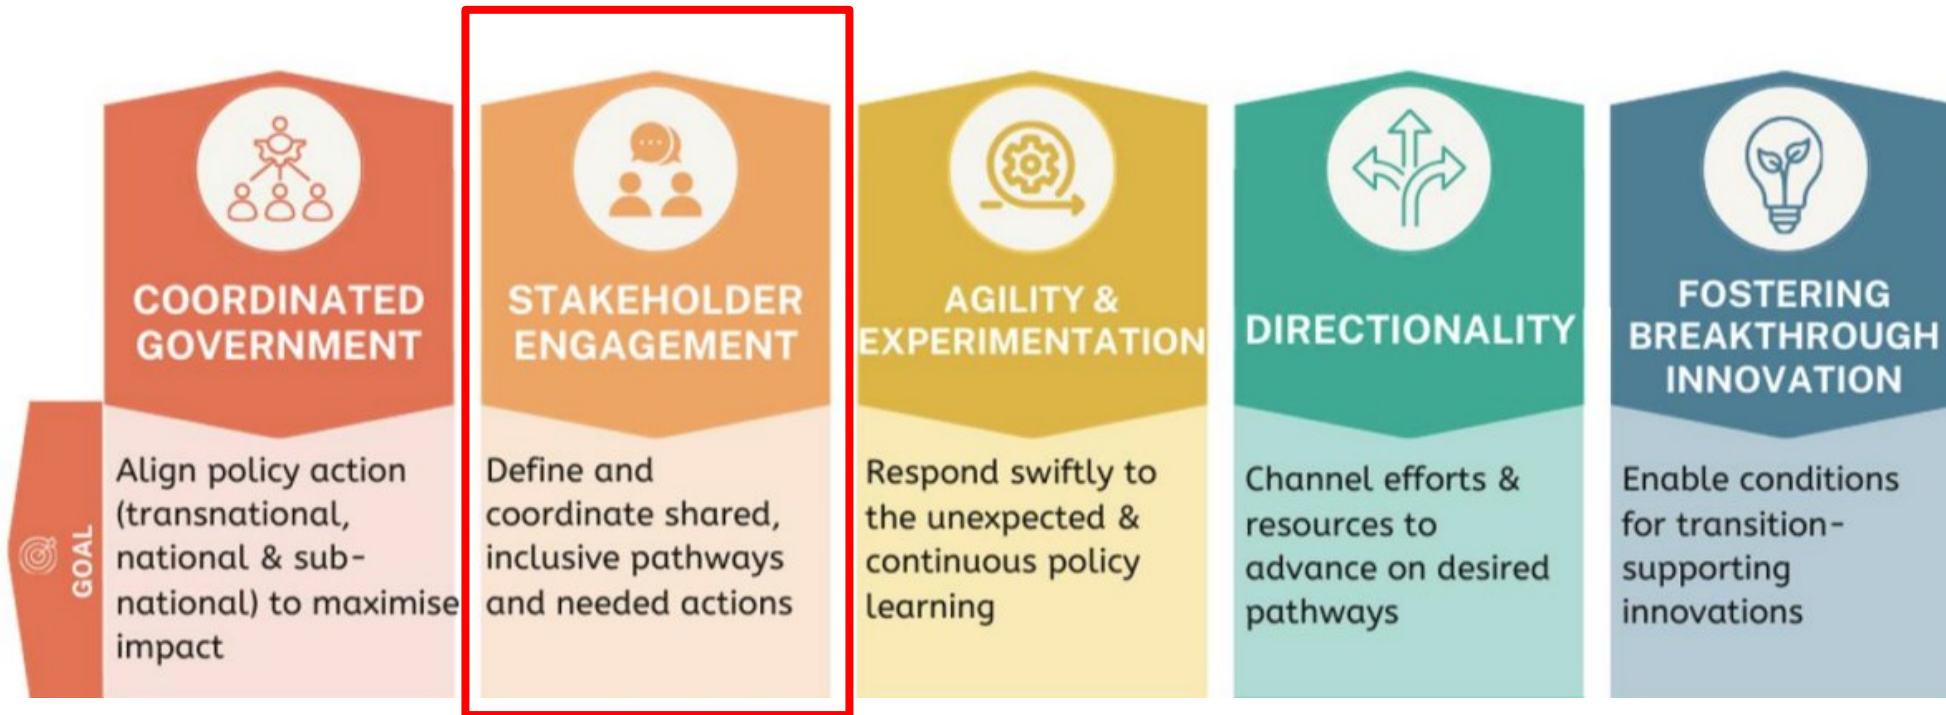 COORDINATED
GOVERNMENT
STAKEHOLDER
ENGAGEMENT
AGILITY &
EXPERIMENTATION
DIRECTIONALITY
FOSTERING
BREAKTHROUGH
INNOVATION
GOAL
Align policy action
(transnational,
national & sub-
national) to maximise
impact
Define and
coordinate shared,
inclusive pathways
and needed actions
Respond swiftly to
the unexpected &
continuous policy
learning
Channel efforts &
resources to
advance on desired
pathways
Enable conditions
for transition-
supporting
innovations